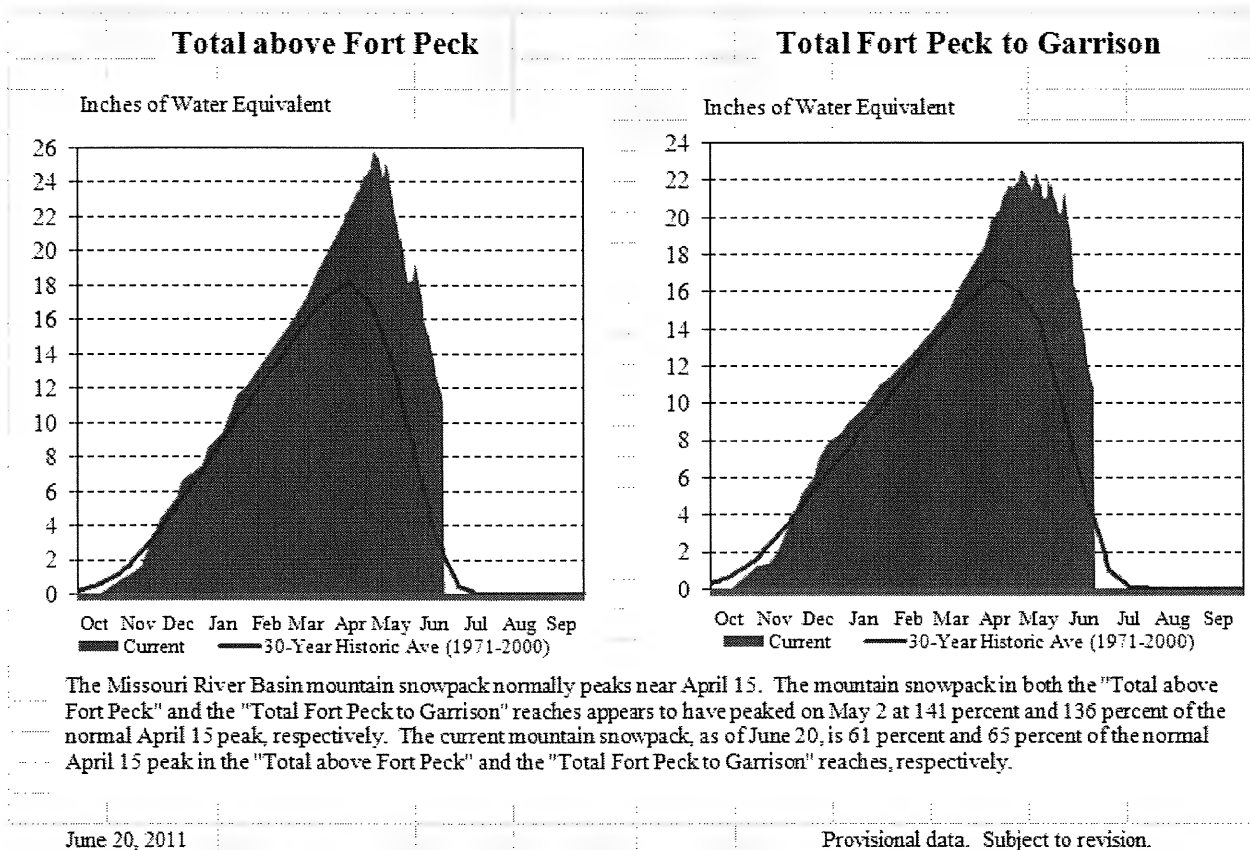 Total above Fort Peck
Inches of Water Equivalent
26
24
22
20
18
16
14
12
10
8
6
4
2
0
Oct Nov Dec Jan Feb Mar Apr May Jun Jul Aug Sep
Current 30-Year Historic Ave (1971-2000)
Total Fort Peck to Garrison
Inches of Water Equivalent
24
22
20
18
16
14
12
10
8
6
4
2
0
Oct Nov Dec Jan Feb Mar Apr May Jun Jul Aug Sep
Current 30-Year Historic Ave (1971-2000)
The Missouri River Basin mountain snowpack normally peaks near April 15. The mountain snowpack in both the "Total above
Fort Peck" and the "Total Fort Peck to Garrison" reaches appears to have peaked on May 2 at 141 percent and 136 percent of the
normal April 15 peak, respectively. The current mountain snowpack, as of June 20, is 61 percent and 65 percent of the normal
April 15 peak in the "Total above Fort Peck" and the "Total Fort Peck to Garrison" reaches, respectively.
June 20, 2011
Provisional data. Subject to revision.